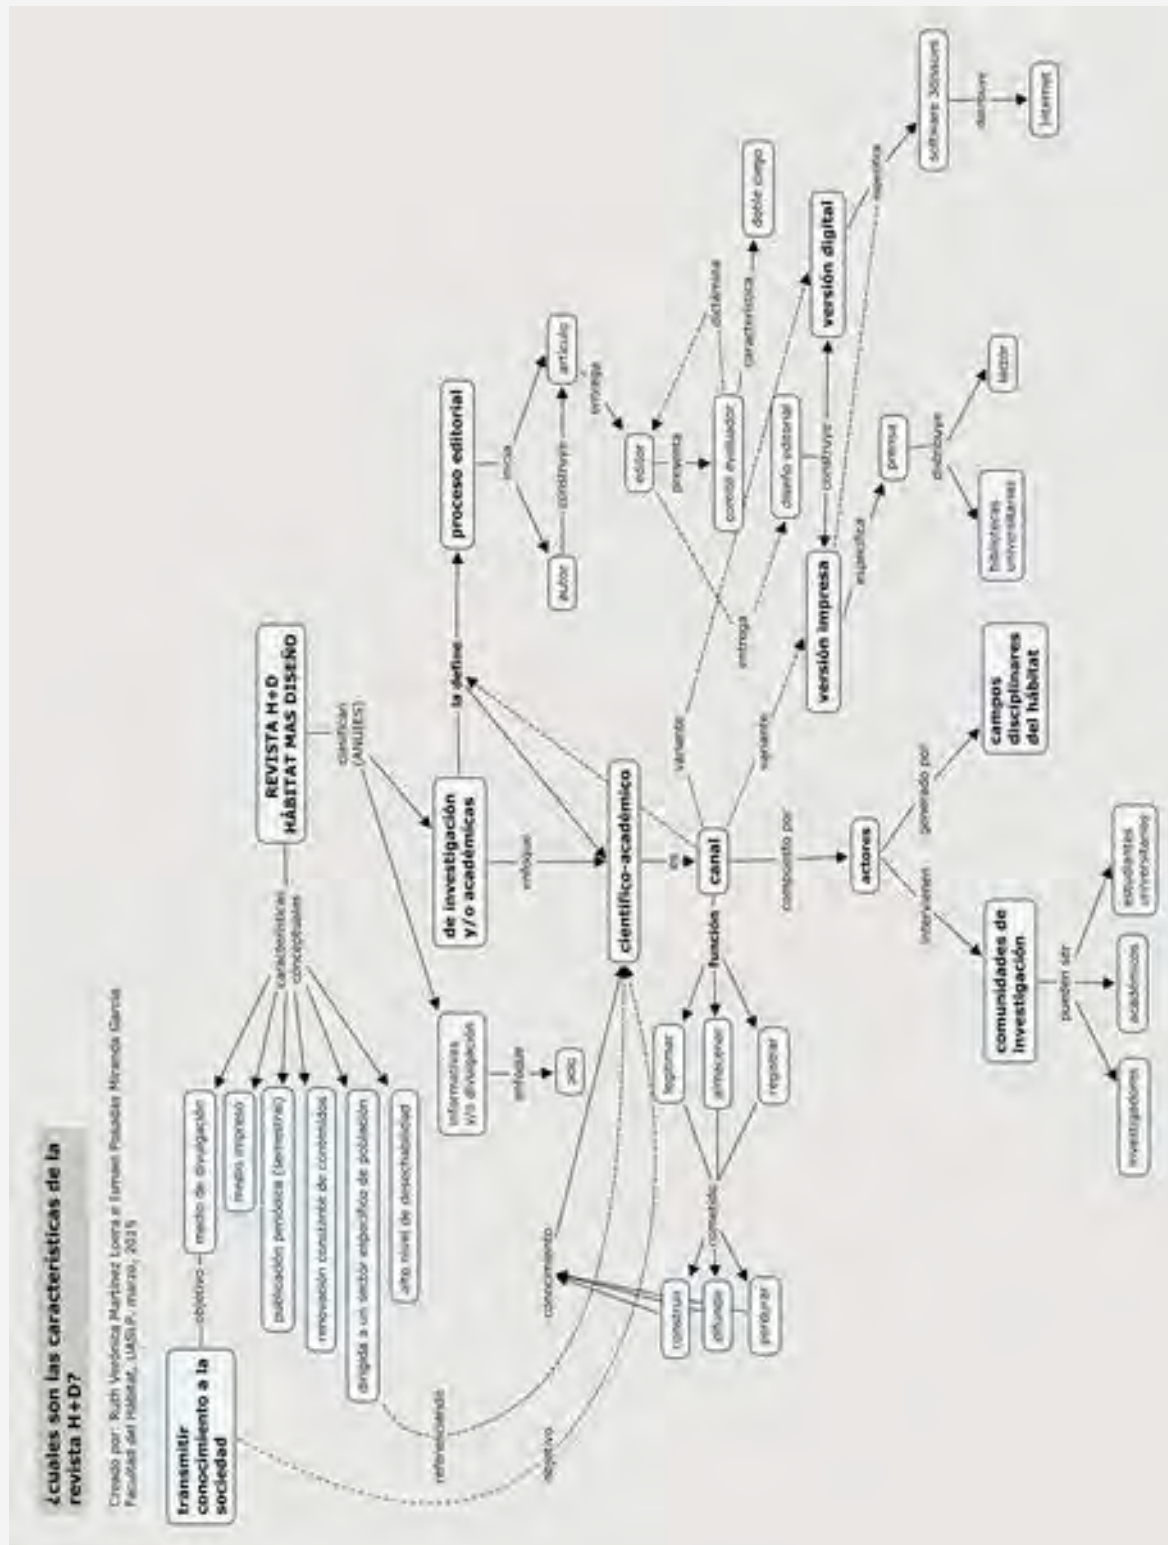 ¿cuales son las características de la
revista H+D?
Creado por: Ruth Verónica Martínez Loera e Ismael Posadas Miranda García
Facultad del Hábitat, UASLP. marzo, 2015
REVISTA H+D
HÁBITAT MAS DISEÑO
características
conceptuales
clasifican
(ANUIES)
transmitir
conocimiento a la
sociedad
objetivo
medio de divulgación
medio impreso
publicación periódica (semestral)
renovación constante de contenidos
dirigida a un sector específico de población
alto nivel de desechabilidad
informativas
y/o divulgación
enfoque
de investigación
y/o académicas
enfoque
la define
proceso editorial
inicia
autor
construye
artículo
entrega
editor
presenta
dictamina
comité evaluador
característica
doble ciego
entrega
diseño editorial
referenciando
objetivo
conocimiento
científico-académico
es
canal
función
legitimar
almacenar
registrar
cometido
construir
difundir
perdurar
variante
variante
versión impresa
construye
versión digital
especifica
especifica
prensa
distribuye
bibliotecas
universitarias
lector
software
distribuye
Internet
compuesto por
actores
intervienen
generado por
comunidades de
investigación
campos
disciplinares
del hábitat
pueden ser
investigadores
académicos
estudiantes
universitarios